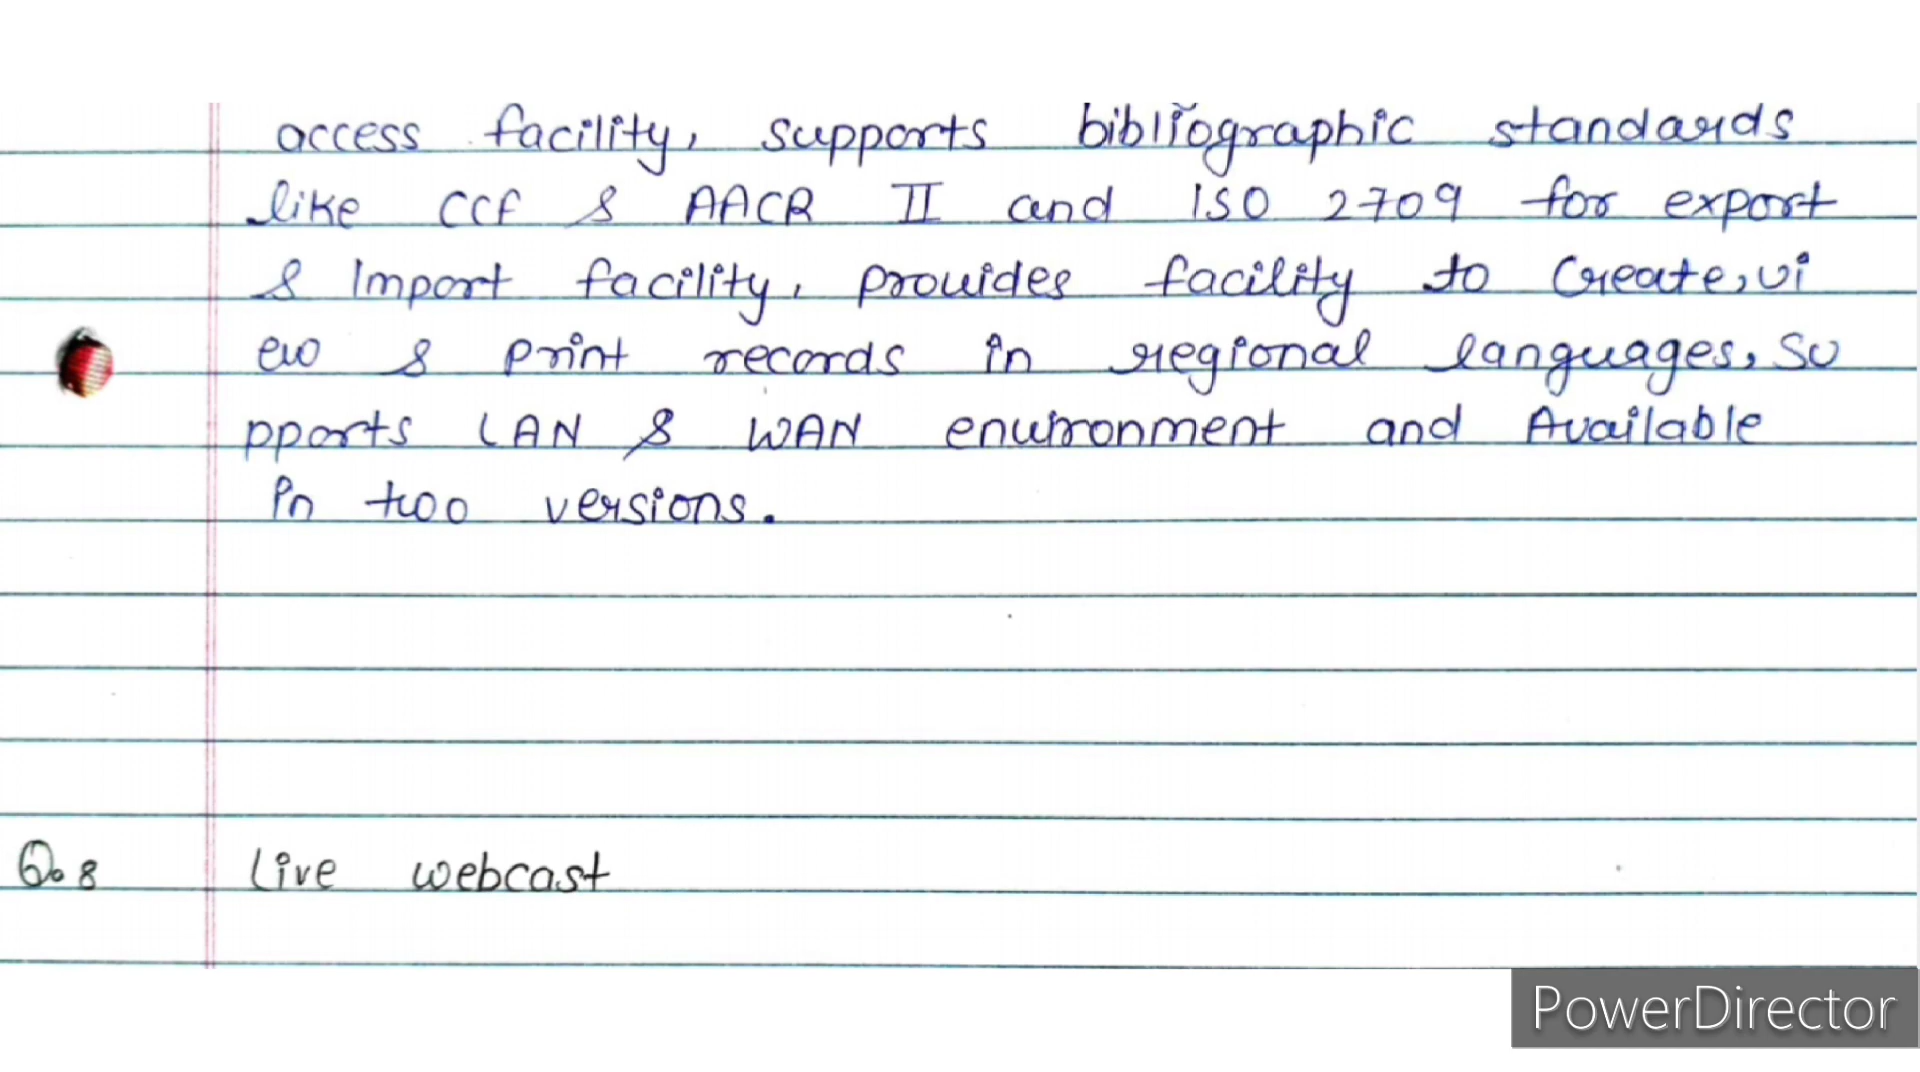 access facility, supports bibliographic standards
like CCF & AACR II and ISO 2709 for export
& Import facility, provides facility to Create, vi
ew & print records in regional languages, su
pports LAN & WAN environment and Available
in two versions.
Q.8 Live webcast
PowerDirector